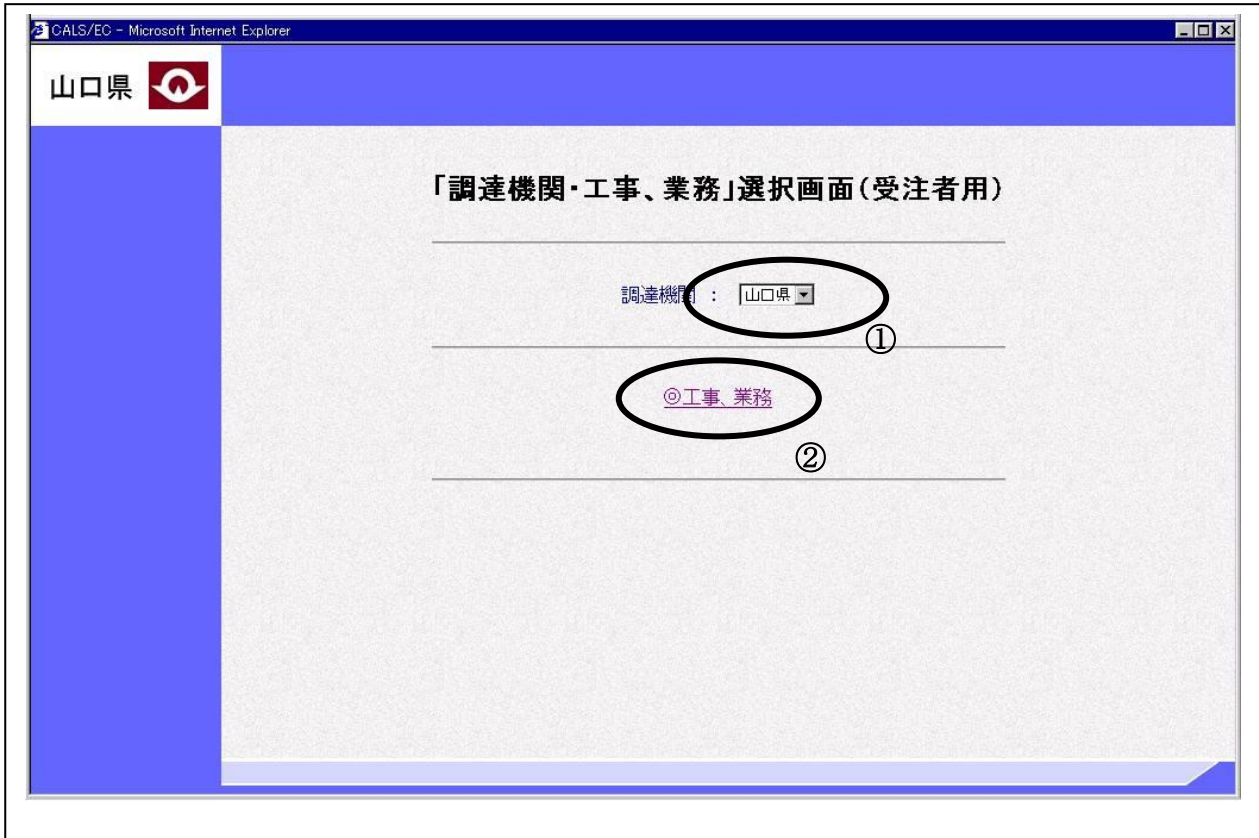 CALS/EC - Microsoft Internet Explorer
山口県
「調達機関・工事、業務」選択画面(受注者用)
調達機関 : 山口県
①
◎工事、業務
②